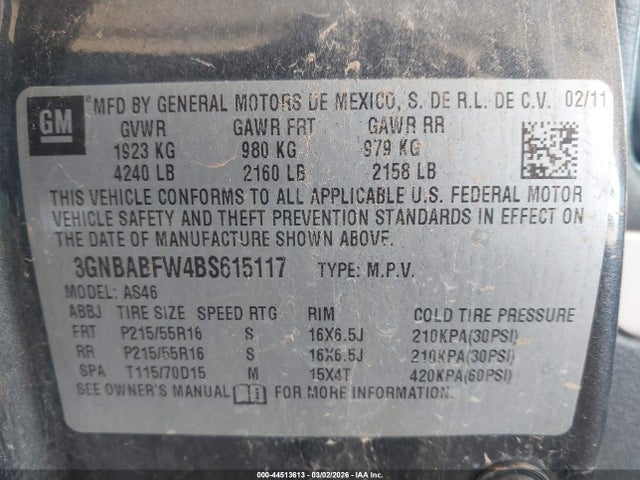 GM
MFD BY GENERAL MOTORS DE MEXICO, S. DE R.L. DE C.V. 02/11
GVWR GAWR FRT GAWR RR
1923 KG 980 KG 979 KG
4240 LB 2160 LB 2158 LB
THIS VEHICLE CONFORMS TO ALL APPLICABLE U.S. FEDERAL MOTOR
VEHICLE SAFETY AND THEFT PREVENTION STANDARDS IN EFFECT ON
THE DATE OF MANUFACTURE SHOWN ABOVE.
3GNBABFW4BS615117 TYPE: M.P.V.
MODEL: AS46
ABBJ TIRE SIZE SPEED RTG RIM COLD TIRE PRESSURE
FRT P215/55R16 S 16X6.5J 210KPA(30PSI)
RR P215/55R16 S 16X6.5J 210KPA(30PSI)
SPA T115/70D15 M 15X4T 420KPA(60PSI)
SEE OWNER'S MANUAL FOR MORE INFORMATION.
000-44513613 - 03/02/2026 - IAA Inc.